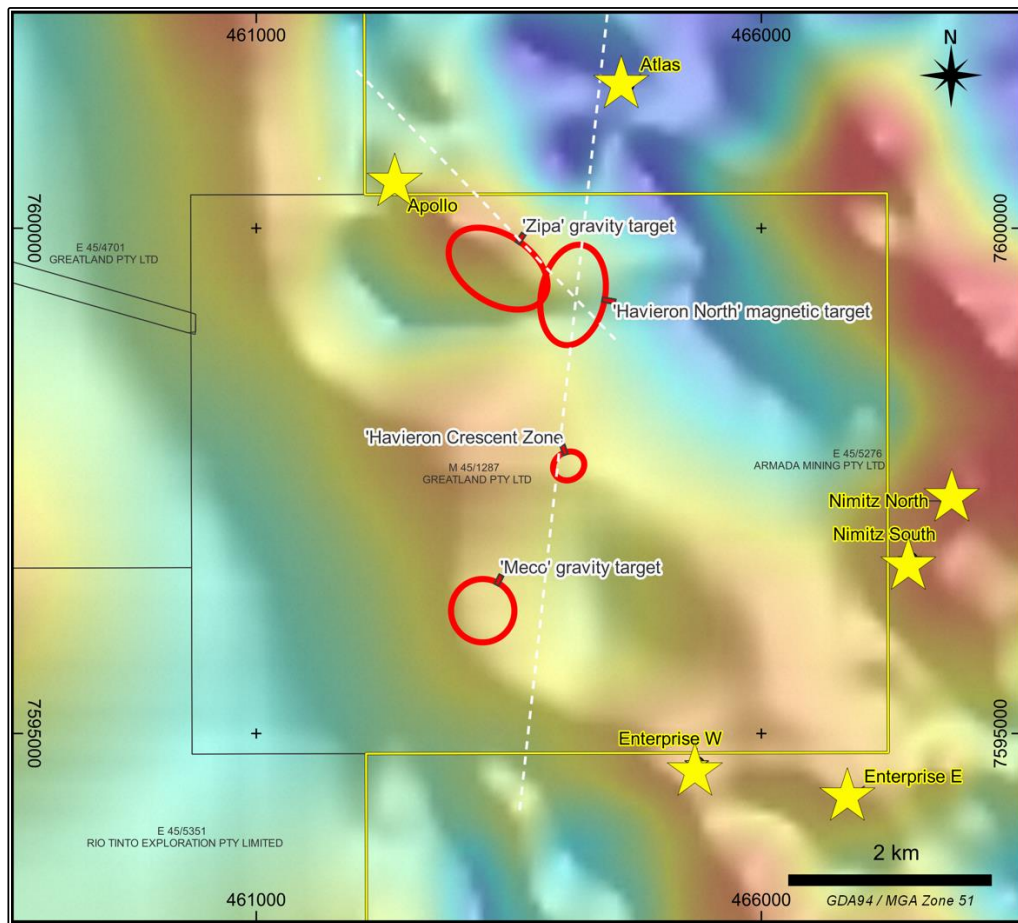 461000
466000
N
Atlas
Apollo
'Zipa' gravity target
7600000
7600000
E 45/4701
GREATLAND PTY LTD
'Havieron North' magnetic target
'Havieron Crescent Zone
M 45/1287
GREATLAND PTY LTD
E 45/5276
ARMADA MINING PTY LTD
Nimitz North
Nimitz South
'Meco' gravity target
7595000
7595000
Enterprise W
Enterprise E
E 45/5351
RIO TINTO EXPLORATION PTY LIMITED
2 km
461000
466000
GDA94 / MGA Zone 51